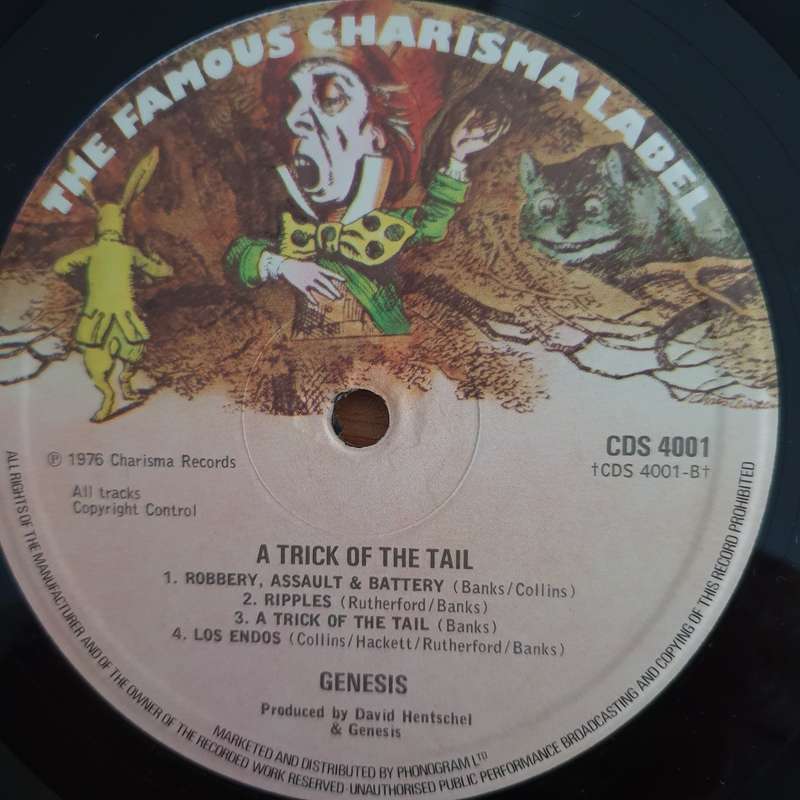 THE FAMOUS CHARISMA LABEL
℗ 1976 Charisma Records
All tracks
Copyright Control
CDS 4001
†CDS 4001-B†
A TRICK OF THE TAIL
1. ROBBERY, ASSAULT & BATTERY (Banks/Collins)
2. RIPPLES (Rutherford/Banks)
3. A TRICK OF THE TAIL (Banks)
4. LOS ENDOS (Collins/Hackett/Rutherford/Banks)
GENESIS
Produced by David Hentschel
& Genesis
MARKETED AND DISTRIBUTED BY PHONOGRAM LTD
ALL RIGHTS OF THE MANUFACTURER AND OF THE OWNER OF THE RECORDED WORK RESERVED-UNAUTHORISED PUBLIC PERFORMANCE BROADCASTING AND COPYING OF THIS RECORD PROHIBITED